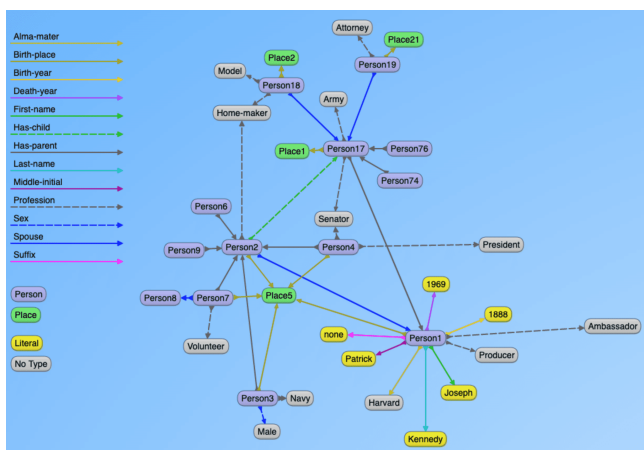 Alma-mater
Birth-place
Birth-year
Death-year
First-name
Has-child
Has-parent
Last-name
Middle-initial
Profession
Sex
Spouse
Suffix
Person
Place
Literal
No Type
Attorney
Place21
Place2
Person19
Model
Person18
Army
Home-maker
Place1
Person17
Person76
Person74
Person6
Senator
Person9
Person2
Person4
President
Person8
Person7
Place5
1969
1888
none
Person1
Ambassador
Volunteer
Patrick
Producer
Person3
Navy
Harvard
Joseph
Male
Kennedy